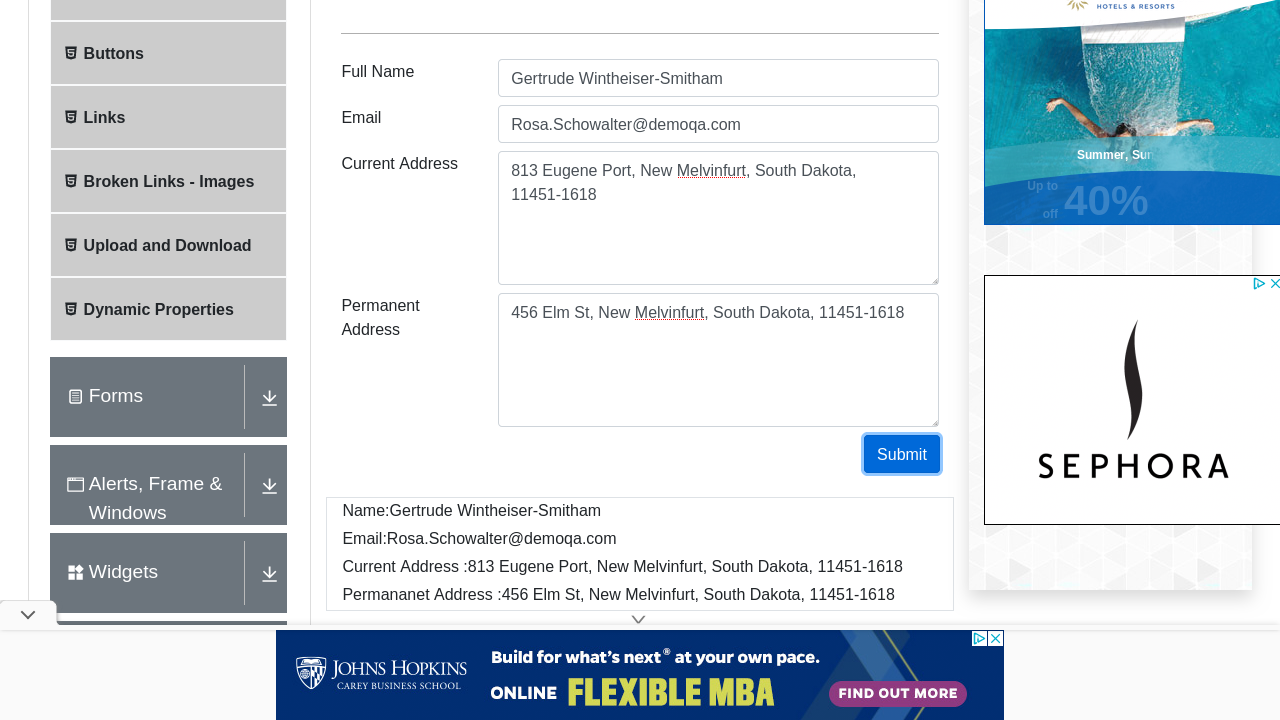 HOTELS & RESORTS
Buttons
Links
Broken Links - Images
Upload and Download
Dynamic Properties
Forms
Alerts, Frame &
Windows
Widgets
Full Name
Gertrude Wintheiser-Smitham
Email
Rosa.Schowalter@demoqa.com
Current Address
813 Eugene Port, New Melvinfurt, South Dakota,
11451-1618
Permanent
Address
456 Elm St, New Melvinfurt, South Dakota, 11451-1618
Submit
Name:Gertrude Wintheiser-Smitham
Email:Rosa.Schowalter@demoqa.com
Current Address :813 Eugene Port, New Melvinfurt, South Dakota, 11451-1618
Permananet Address :456 Elm St, New Melvinfurt, South Dakota, 11451-1618
Summer, Sun
Up to
off
40%
SEPHORA
JOHNS HOPKINS
CAREY BUSINESS SCHOOL
Build for what's next® at your own pace.
ONLINE FLEXIBLE MBA
FIND OUT MORE